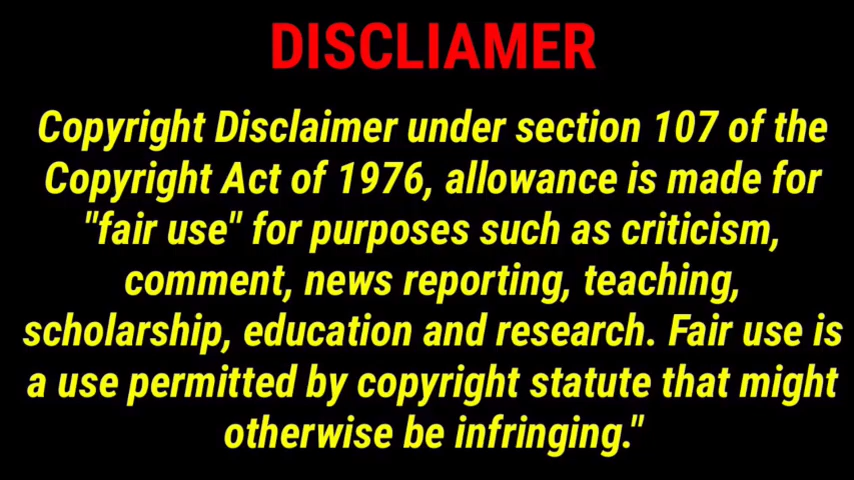 DISCLIAMER
Copyright Disclaimer under section 107 of the
Copyright Act of 1976, allowance is made for
"fair use" for purposes such as criticism,
comment, news reporting, teaching,
scholarship, education and research. Fair use is
a use permitted by copyright statute that might
otherwise be infringing."